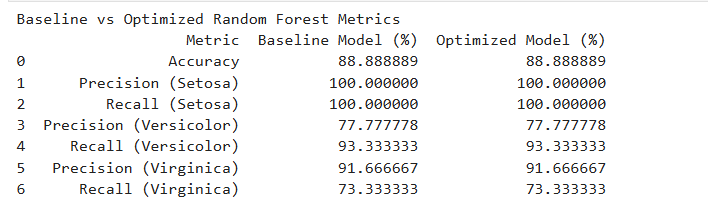 Baseline vs Optimized Random Forest Metrics
Metric Baseline Model (%) Optimized Model (%)
0 Accuracy 88.888889 88.888889
1 Precision (Setosa) 100.000000 100.000000
2 Recall (Setosa) 100.000000 100.000000
3 Precision (Versicolor) 77.777778 77.777778
4 Recall (Versicolor) 93.333333 93.333333
5 Precision (Virginica) 91.666667 91.666667
6 Recall (Virginica) 73.333333 73.333333